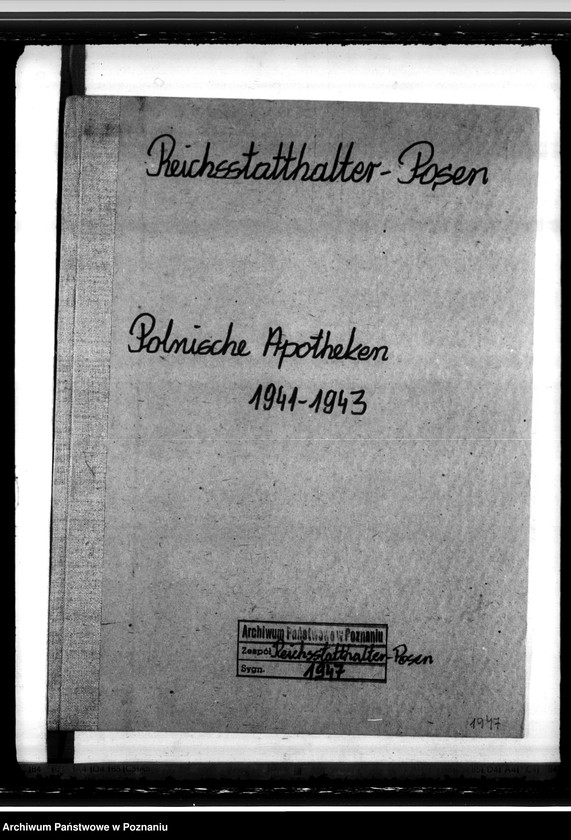 Reichsstatthalter-Posen
Polnische Apotheken
1941-1943
Archiwum Państwowe w Poznaniu
Zespół Reichsstatthalter-Posen
Sygn. 1947
1947
Archiwum Państwowe w Poznaniu